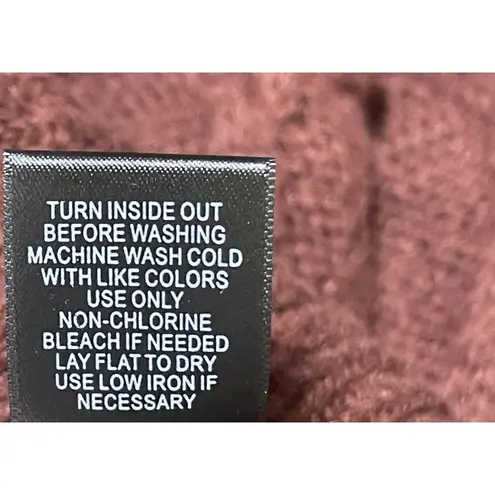 TURN INSIDE OUT
BEFORE WASHING
MACHINE WASH COLD
WITH LIKE COLORS
USE ONLY
NON-CHLORINE
BLEACH IF NEEDED
LAY FLAT TO DRY
USE LOW IRON IF
NECESSARY